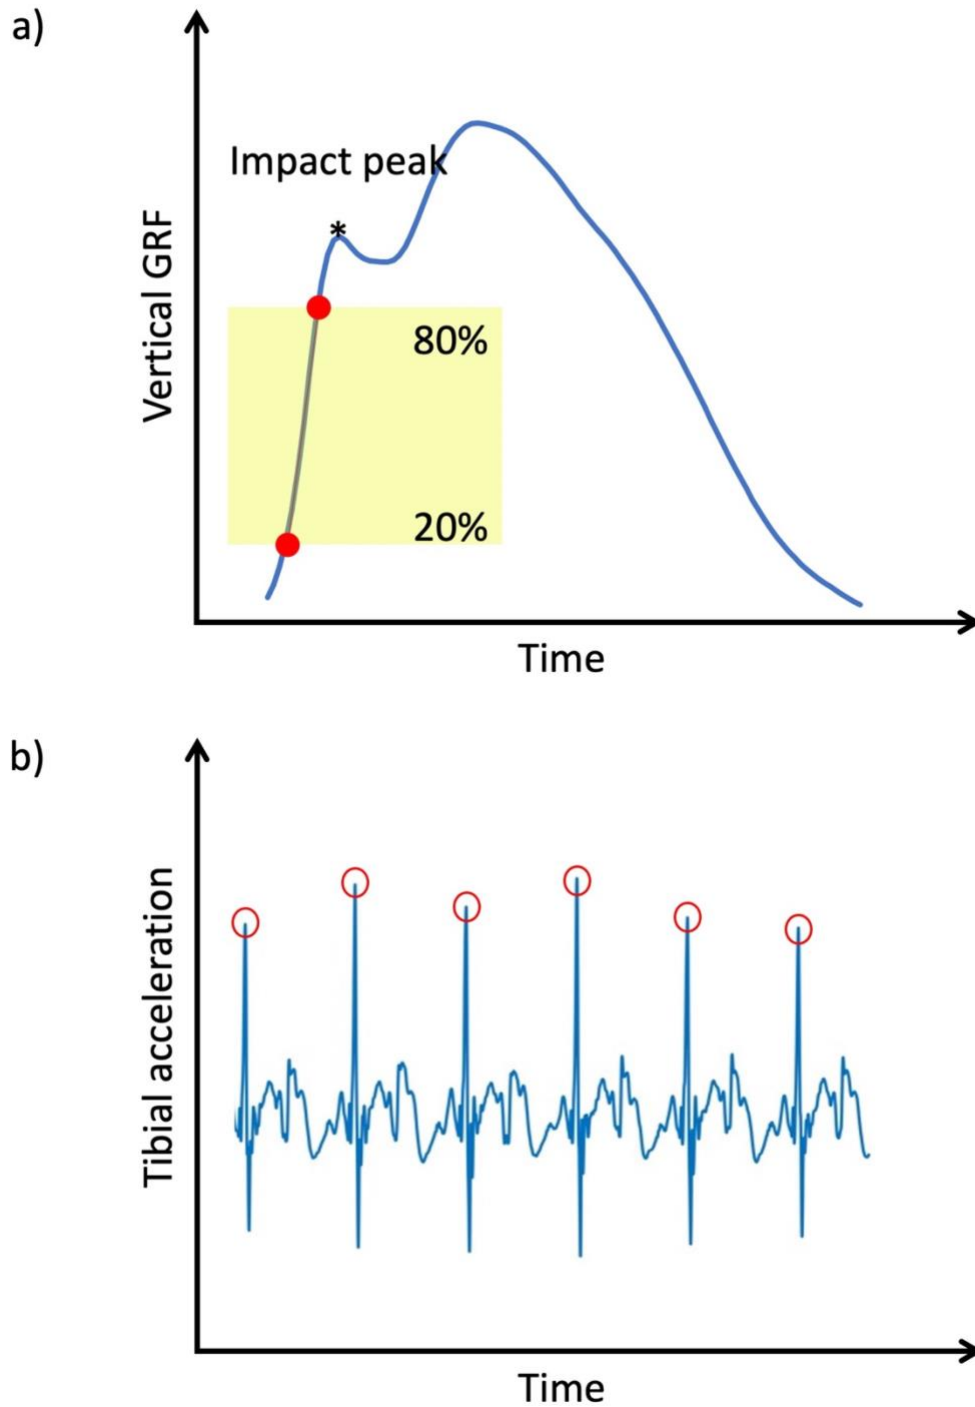 a)
Impact peak
*
Vertical GRF
80%
20%
Time
b)
Tibial acceleration
Time